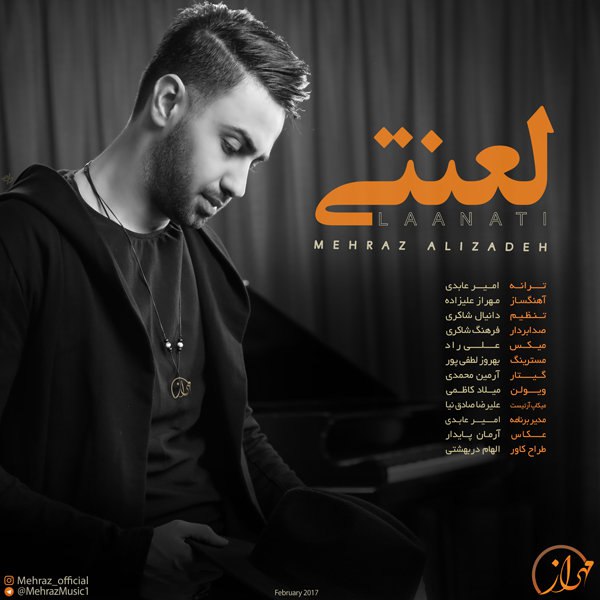 لعنتی
LAANATI
MEHRAZ ALIZADEH
ترانه امیر عابدی
آهنگساز مهراز علیزاده
تنظیم دانیال شاکری
صدابردار فرهنگ شاکری
میکس علی راد
مسترینگ بهروز لطفی پور
گیتار آرمین محمدی
ویولن میلاد کاظمی
میکاپ آرتیست علیرضا صادق نیا
مدیر برنامه امیر عابدی
عکاس آرمان پایدار
طراح کاور الهام دربهشتی
مهراز
Mehraz_official
@MehrazMusic1
February 2017